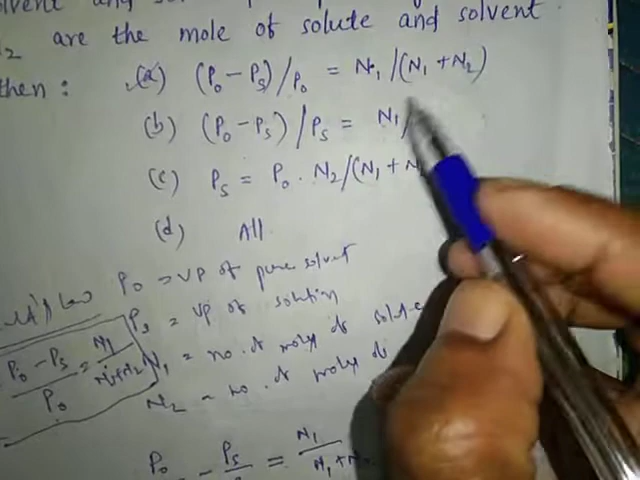 are the mole of solute and solvent
then : (a) (P₀ – Pₛ)/P₀ = N₁/(N₁ + N₂)
(b) (P₀ – Pₛ)/Pₛ = N₁/
(c) Pₛ = P₀ . N₂/(N₁ +
(d) All
P₀ = VP of pure solvent
Pₛ = VP of solution
N₁ = no. of moles of solute
N₂ = no. of moles of
P₀ – Pₛ / P₀ = N₁ / N₁+N₂
P₀ – Pₛ = N₁ / N₁ +